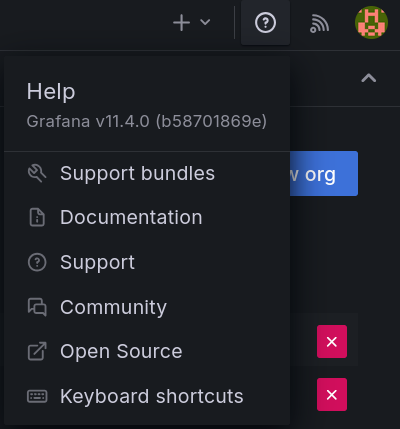 Help
Grafana v11.4.0 (b58701869e)
Support bundles
w org
Documentation
Support
Community
Open Source
Keyboard shortcuts